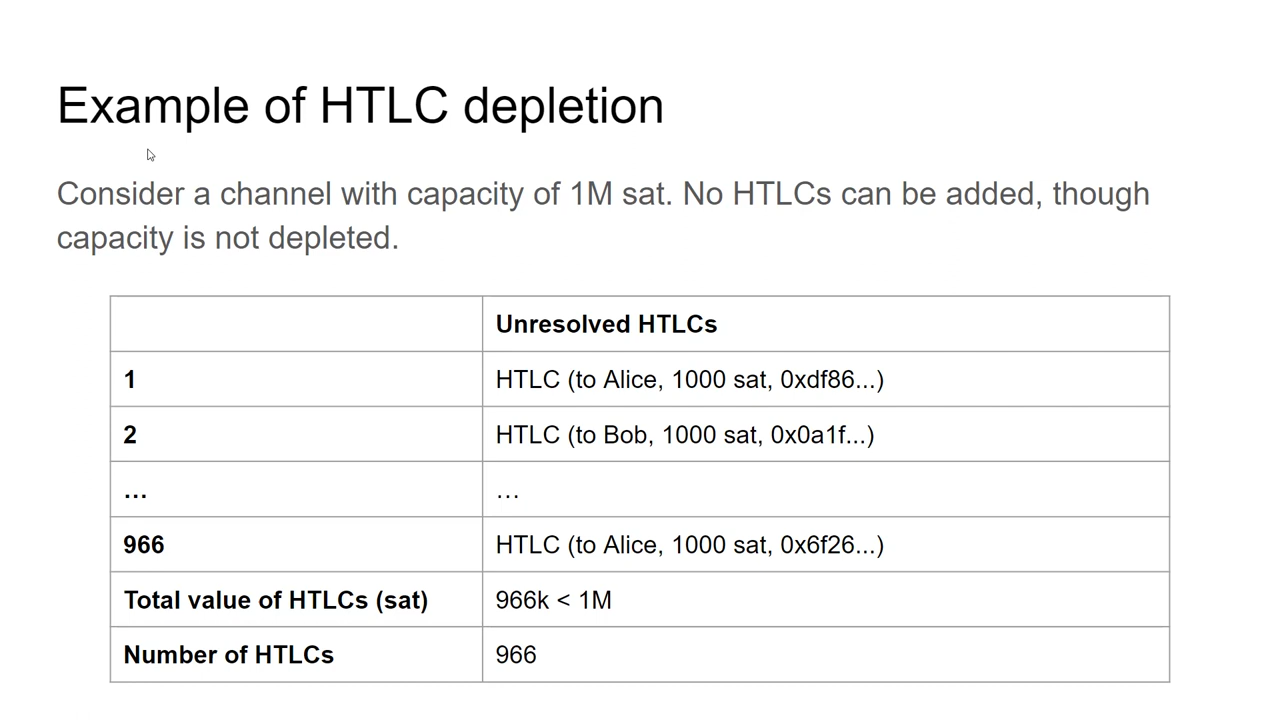 Example of HTLC depletion
Consider a channel with capacity of 1M sat. No HTLCs can be added, though
capacity is not depleted.
Unresolved HTLCs
1 HTLC (to Alice, 1000 sat, 0xdf86...)
2 HTLC (to Bob, 1000 sat, 0x0a1f...)
… …
966 HTLC (to Alice, 1000 sat, 0x6f26...)
Total value of HTLCs (sat) 966k < 1M
Number of HTLCs 966